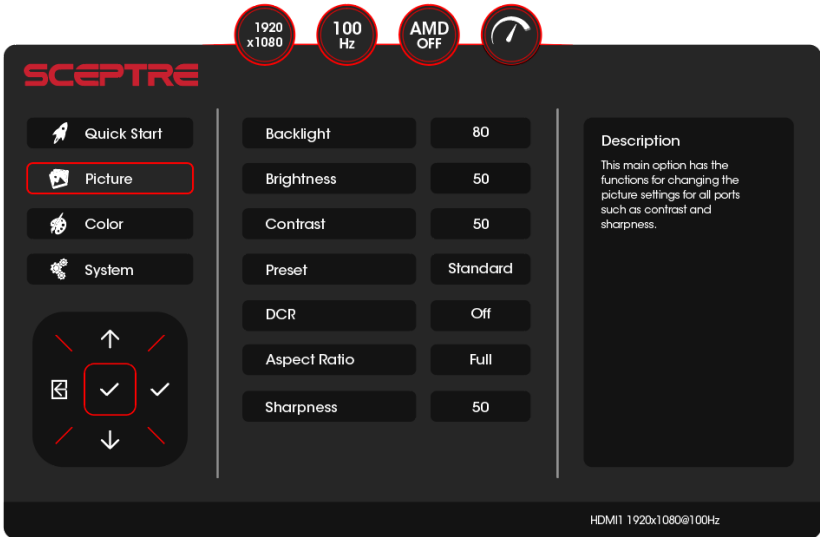 1920
x1080
100
Hz
AMD
OFF
SCEPTRE
Quick Start
Picture
Color
System
Backlight 80
Brightness 50
Contrast 50
Preset Standard
DCR Off
Aspect Ratio Full
Sharpness 50
Description
This main option has the
functions for changing the
picture settings for all ports
such as contrast and
sharpness.
HDMI1 1920x1080@100Hz